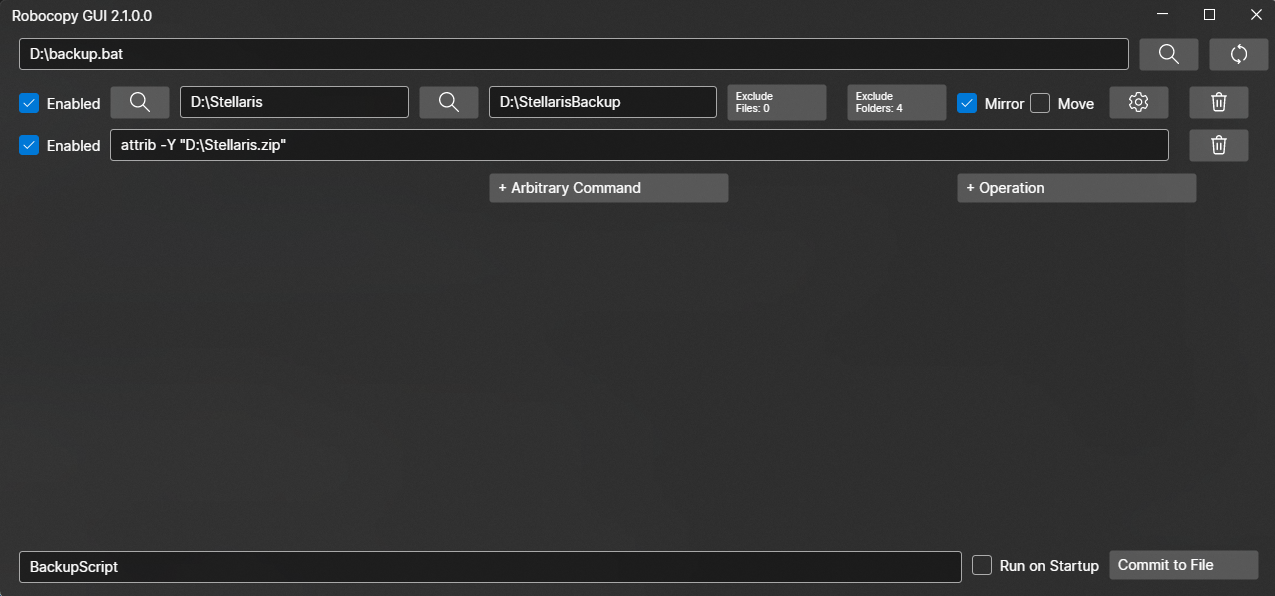 Robocopy GUI 2.1.0.0
D:\backup.bat
Enabled D:\Stellaris D:\StellarisBackup Exclude Files: 0 Exclude Folders: 4 Mirror Move
Enabled attrib -Y "D:\Stellaris.zip"
+ Arbitrary Command + Operation
BackupScript Run on Startup Commit to File